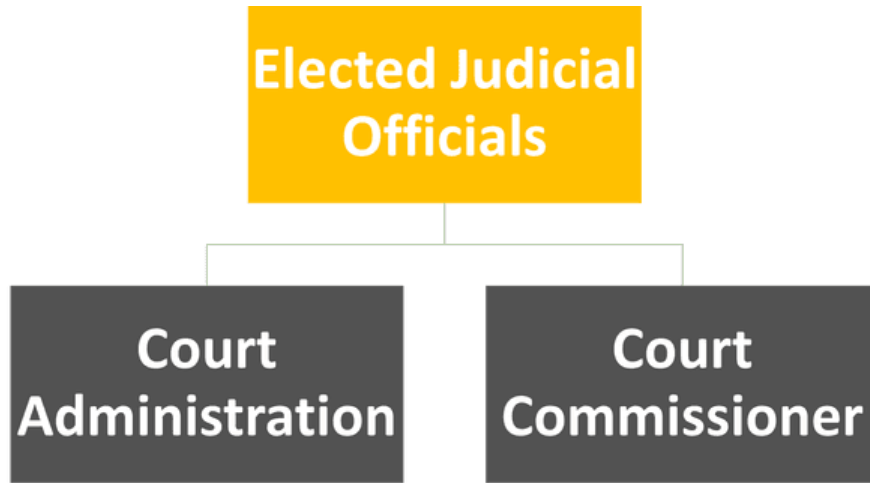 Elected Judicial
Officials
Court
Administration
Court
Commissioner